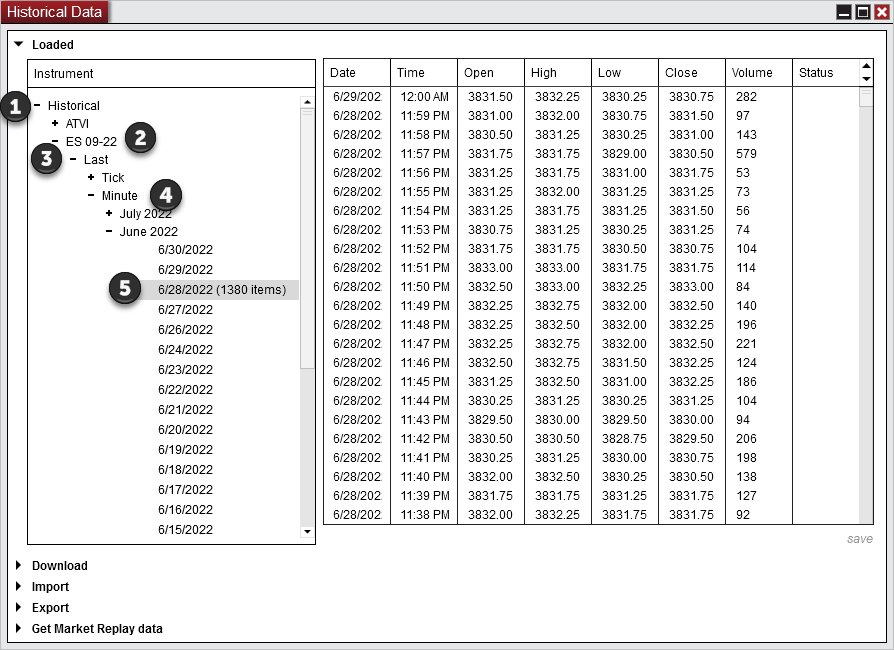 Historical Data
Loaded
Instrument
1 - Historical
+ ATVI
- ES 09-22 2
3 - Last
+ Tick
- Minute 4
+ July 2022
- June 2022
6/30/2022
6/29/2022
5 6/28/2022 (1380 items)
6/27/2022
6/26/2022
6/24/2022
6/23/2022
6/22/2022
6/21/2022
6/20/2022
6/19/2022
6/18/2022
6/17/2022
6/16/2022
6/15/2022
Date Time Open High Low Close Volume Status
6/29/202 12:00 AM 3831.50 3832.25 3830.25 3830.75 282
6/28/202 11:59 PM 3831.00 3832.00 3830.75 3831.50 97
6/28/202 11:58 PM 3830.50 3831.25 3830.25 3831.00 143
6/28/202 11:57 PM 3831.75 3831.75 3829.00 3830.50 579
6/28/202 11:56 PM 3831.25 3831.75 3831.00 3831.75 53
6/28/202 11:55 PM 3831.25 3832.00 3831.25 3831.25 73
6/28/202 11:54 PM 3831.25 3831.75 3831.25 3831.50 56
6/28/202 11:53 PM 3830.75 3831.25 3830.25 3831.25 74
6/28/202 11:52 PM 3831.75 3831.75 3830.50 3830.75 104
6/28/202 11:51 PM 3833.00 3833.00 3831.75 3831.75 114
6/28/202 11:50 PM 3832.50 3833.00 3832.25 3833.00 84
6/28/202 11:49 PM 3832.25 3832.75 3832.00 3832.50 140
6/28/202 11:48 PM 3832.25 3832.50 3832.00 3832.25 196
6/28/202 11:47 PM 3832.25 3832.75 3832.00 3832.50 221
6/28/202 11:46 PM 3832.50 3832.75 3831.50 3832.25 124
6/28/202 11:45 PM 3831.25 3832.50 3831.00 3832.25 186
6/28/202 11:44 PM 3830.25 3831.25 3830.25 3831.25 104
6/28/202 11:43 PM 3829.50 3830.00 3829.50 3830.00 94
6/28/202 11:42 PM 3830.50 3830.50 3828.75 3829.50 206
6/28/202 11:41 PM 3830.25 3831.25 3830.00 3830.75 198
6/28/202 11:40 PM 3832.00 3832.25 3830.25 3830.50 138
6/28/202 11:39 PM 3831.75 3831.75 3831.25 3831.75 127
6/28/202 11:38 PM 3832.00 3832.25 3831.75 3831.75 92
save
Download
Import
Export
Get Market Replay data